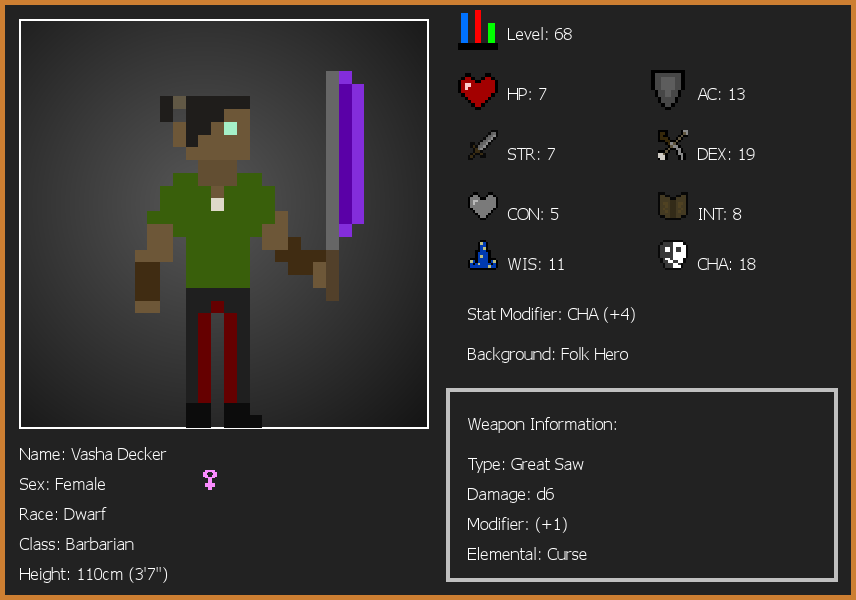 Level: 68
HP: 7
AC: 13
STR: 7
DEX: 19
CON: 5
INT: 8
WIS: 11
CHA: 18
Stat Modifier: CHA (+4)
Background: Folk Hero
Weapon Information:
Type: Great Saw
Damage: d6
Modifier: (+1)
Elemental: Curse
Name: Vasha Decker
Sex: Female
Race: Dwarf
Class: Barbarian
Height: 110cm (3'7")